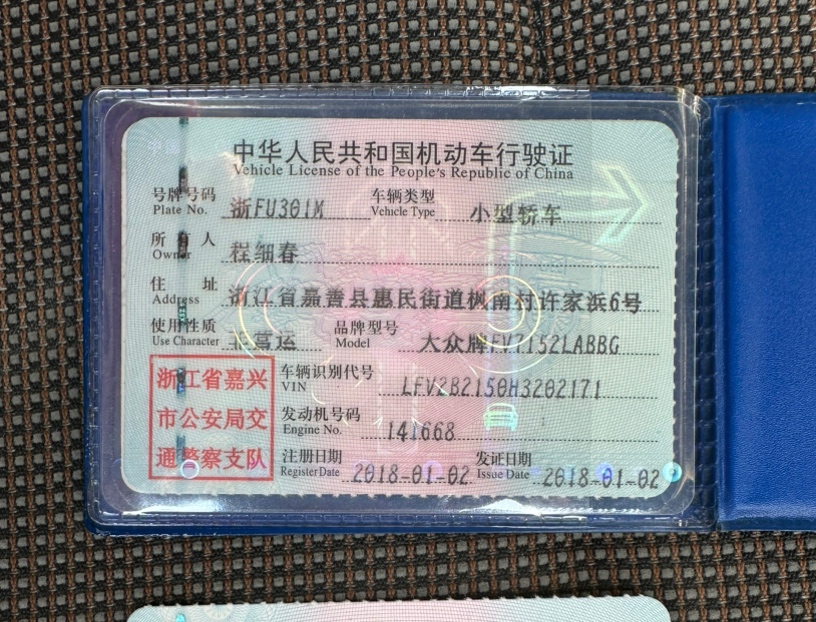 中华人民共和国机动车行驶证
Vehicle License of the People's Republic of China
号牌号码 浙FU301M 车辆类型 小型轿车
Plate No. Vehicle Type
所有人 程细春
Owner
住址 浙江省嘉善县惠民街道枫南村许家浜6号
Address
使用性质 非营运 品牌型号 大众牌FV7152LABBG
Use Character Model
浙江省嘉兴
市公安局交
通警察支队
车辆识别代号 LFV2B2150H3202171
VIN
发动机号码 141668
Engine No.
注册日期 2018-01-02 发证日期 2018-01-02
Register Date Issue Date